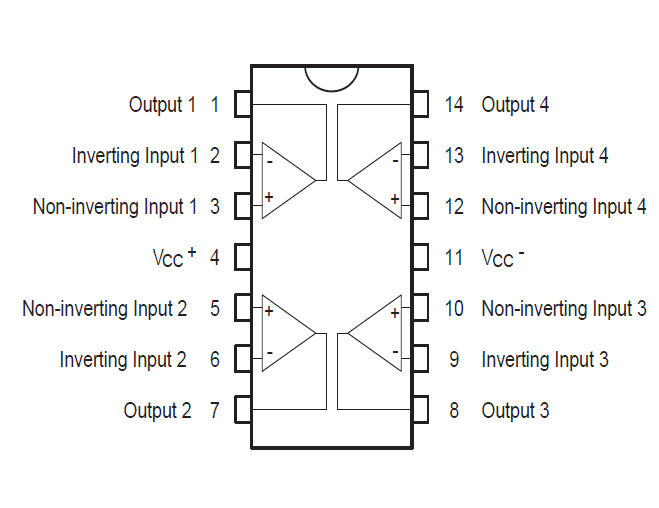 Output 1 1 14 Output 4
Inverting Input 1 2 - - 13 Inverting Input 4
Non-inverting Input 1 3 + + 12 Non-inverting Input 4
VCC + 4 11 VCC -
Non-inverting Input 2 5 + + 10 Non-inverting Input 3
Inverting Input 2 6 - - 9 Inverting Input 3
Output 2 7 8 Output 3